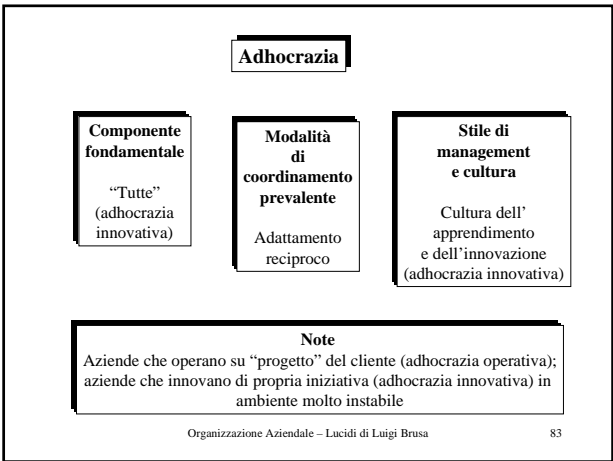 Adhocrazia
Componente
fondamentale
“Tutte”
(adhocrazia
innovativa)
Modalità
di
coordinamento
prevalente
Adattamento
reciproco
Stile di
management
e cultura
Cultura dell’
apprendimento
e dell’innovazione
(adhocrazia innovativa)
Note
Aziende che operano su “progetto” del cliente (adhocrazia operativa);
aziende che innovano di propria iniziativa (adhocrazia innovativa) in
ambiente molto instabile
Organizzazione Aziendale – Lucidi di Luigi Brusa 83